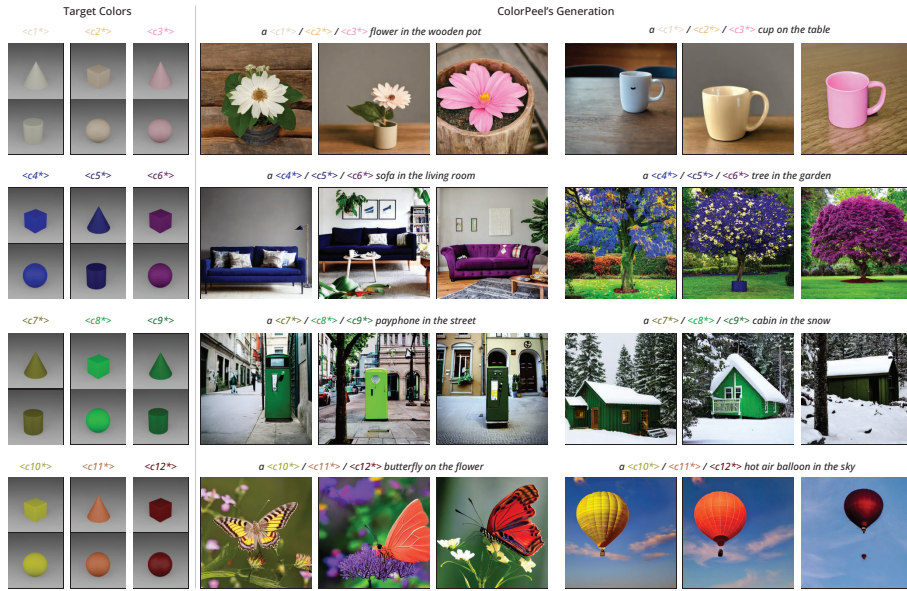 Target Colors
ColorPeel's Generation
<c1*> <c2*> <c3*>
a <c1*> / <c2*> / <c3*> flower in the wooden pot
a <c1*> / <c2*> / <c3*> cup on the table
<c4*> <c5*> <c6*>
a <c4*> / <c5*> / <c6*> sofa in the living room
a <c4*> / <c5*> / <c6*> tree in the garden
<c7*> <c8*> <c9*>
a <c7*> / <c8*> / <c9*> payphone in the street
a <c7*> / <c8*> / <c9*> cabin in the snow
<c10*> <c11*> <c12*>
a <c10*> / <c11*> / <c12*> butterfly on the flower
a <c10*> / <c11*> / <c12*> hot air balloon in the sky